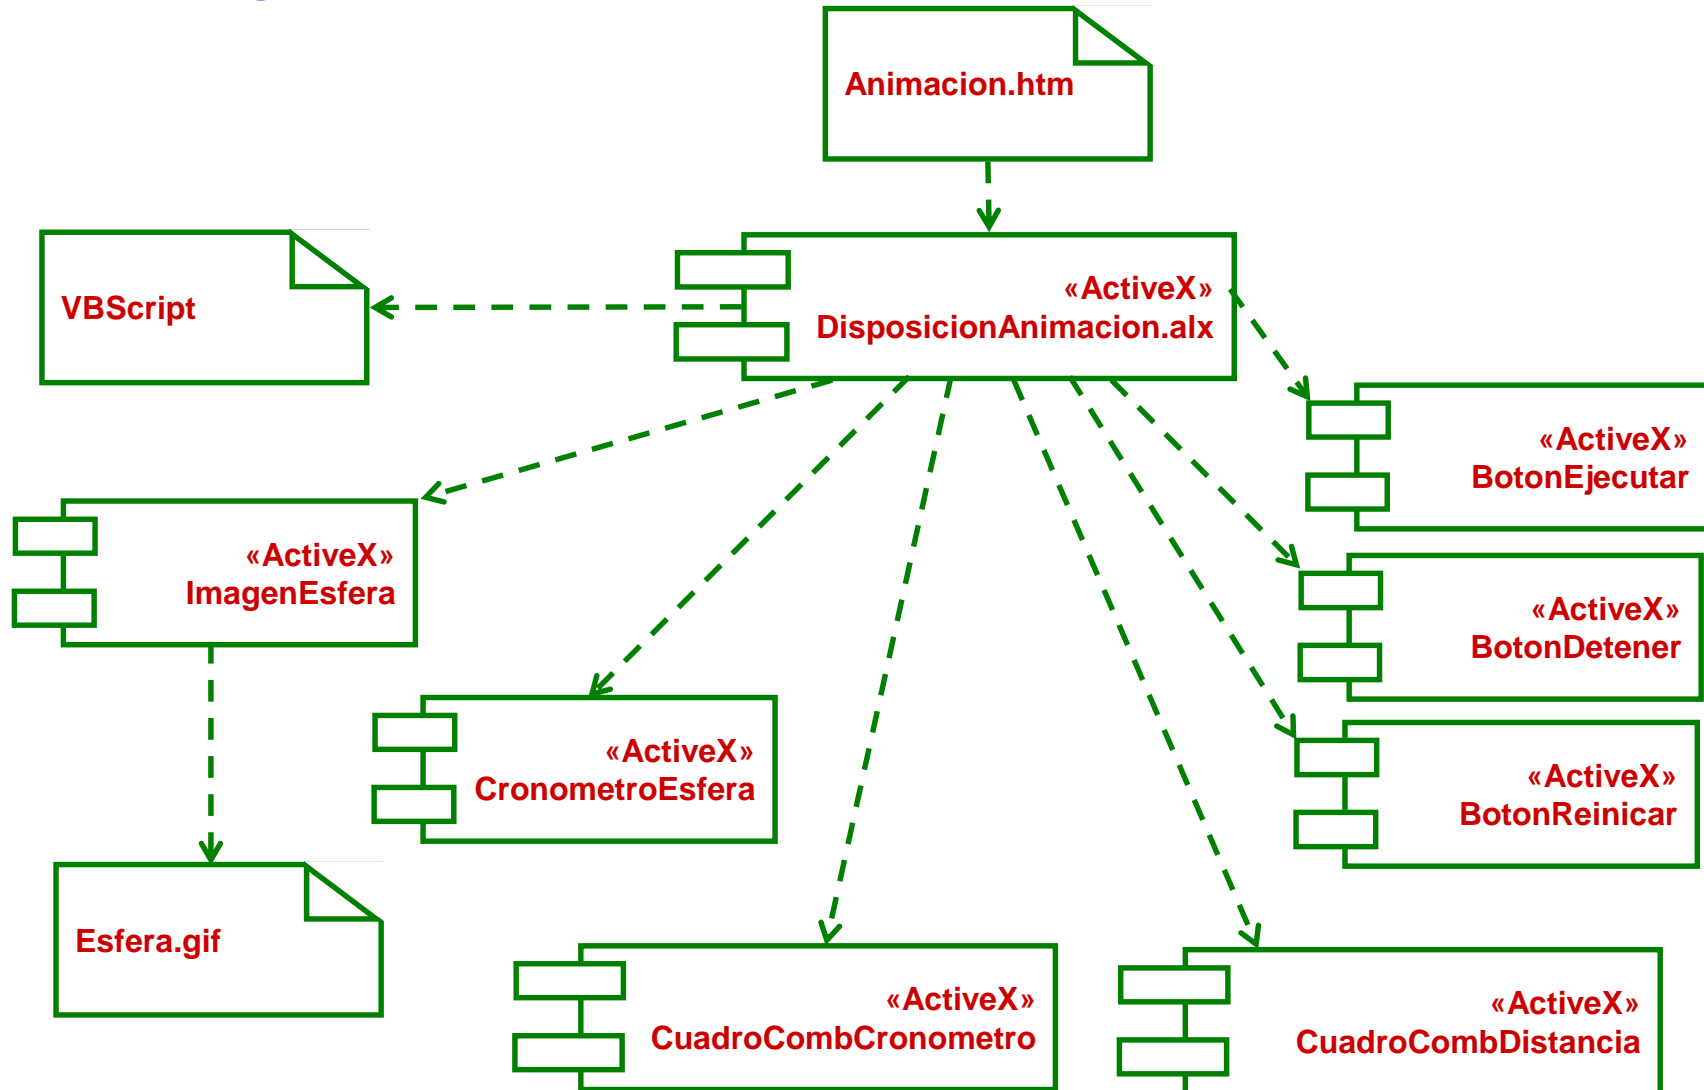 Animacion.htm
VBScript
«ActiveX»
DisposicionAnimacion.alx
«ActiveX»
BotonEjecutar
«ActiveX»
ImagenEsfera
«ActiveX»
BotonDetener
«ActiveX»
CronometroEsfera
«ActiveX»
BotonReinicar
Esfera.gif
«ActiveX»
CuadroCombCronometro
«ActiveX»
CuadroCombDistancia